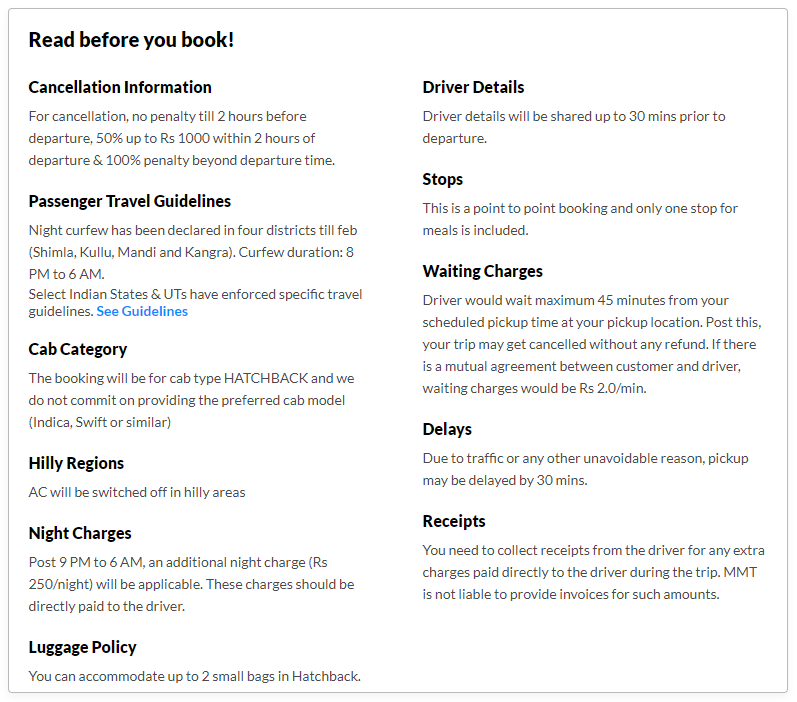 Read before you book!
Cancellation Information
For cancellation, no penalty till 2 hours before
departure, 50% up to Rs 1000 within 2 hours of
departure & 100% penalty beyond departure time.
Passenger Travel Guidelines
Night curfew has been declared in four districts till feb
(Shimla, Kullu, Mandi and Kangra). Curfew duration: 8
PM to 6 AM.
Select Indian States & UTs have enforced specific travel
guidelines. See Guidelines
Cab Category
The booking will be for cab type HATCHBACK and we
do not commit on providing the preferred cab model
(Indica, Swift or similar)
Hilly Regions
AC will be switched off in hilly areas
Night Charges
Post 9 PM to 6 AM, an additional night charge (Rs
250/night) will be applicable. These charges should be
directly paid to the driver.
Luggage Policy
You can accommodate up to 2 small bags in Hatchback.
Driver Details
Driver details will be shared up to 30 mins prior to
departure.
Stops
This is a point to point booking and only one stop for
meals is included.
Waiting Charges
Driver would wait maximum 45 minutes from your
scheduled pickup time at your pickup location. Post this,
your trip may get cancelled without any refund. If there
is a mutual agreement between customer and driver,
waiting charges would be Rs 2.0/min.
Delays
Due to traffic or any other unavoidable reason, pickup
may be delayed by 30 mins.
Receipts
You need to collect receipts from the driver for any extra
charges paid directly to the driver during the trip. MMT
is not liable to provide invoices for such amounts.